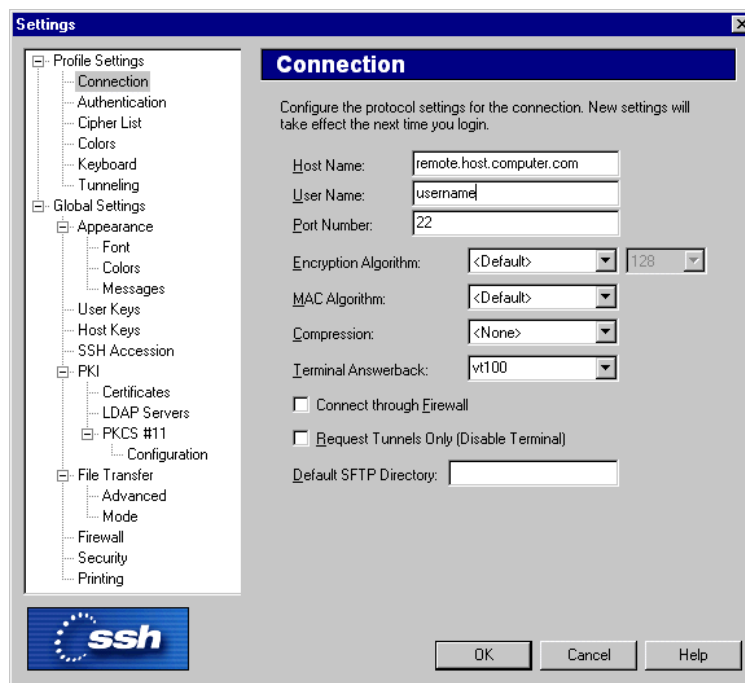 Settings
Profile Settings
Connection
Authentication
Cipher List
Colors
Keyboard
Tunneling
Global Settings
Appearance
Font
Colors
Messages
User Keys
Host Keys
SSH Accession
PKI
Certificates
LDAP Servers
PKCS #11
Configuration
File Transfer
Advanced
Mode
Firewall
Security
Printing
ssh
Connection
Configure the protocol settings for the connection. New settings will
take effect the next time you login.
Host Name: remote.host.computer.com
User Name: username
Port Number: 22
Encryption Algorithm: <Default> 128
MAC Algorithm: <Default>
Compression: <None>
Terminal Answerback: vt100
Connect through Firewall
Request Tunnels Only (Disable Terminal)
Default SFTP Directory:
OK Cancel Help